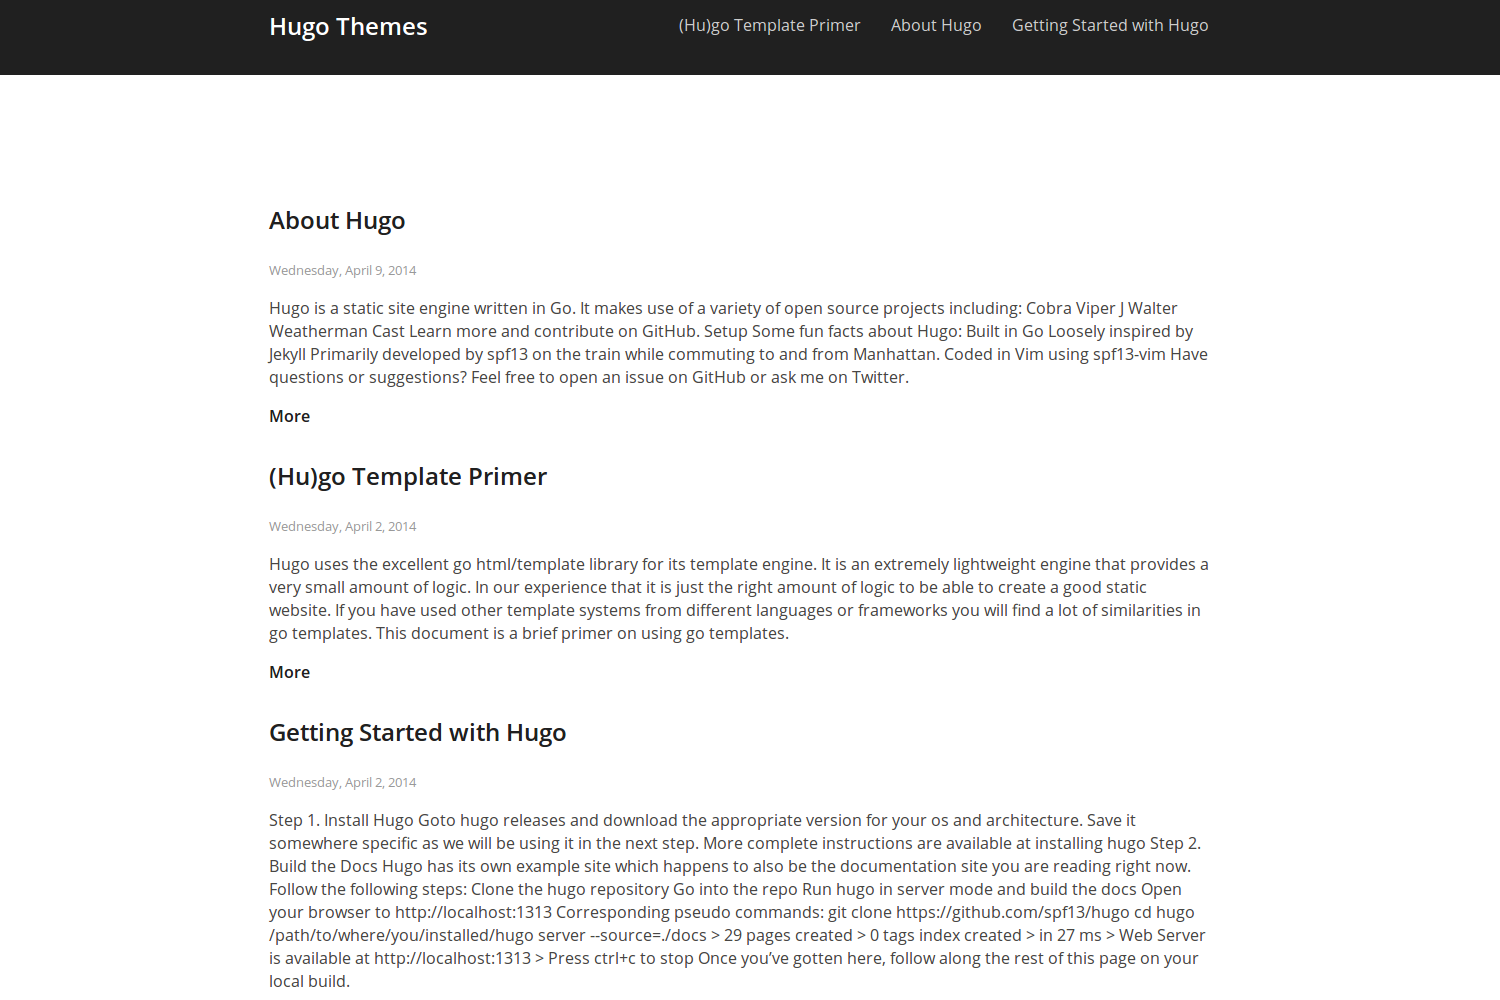 Hugo Themes
(Hu)go Template Primer
About Hugo
Getting Started with Hugo
About Hugo
Wednesday, April 9, 2014
Hugo is a static site engine written in Go. It makes use of a variety of open source projects including: Cobra Viper J Walter
Weatherman Cast Learn more and contribute on GitHub. Setup Some fun facts about Hugo: Built in Go Loosely inspired by
Jekyll Primarily developed by spf13 on the train while commuting to and from Manhattan. Coded in Vim using spf13-vim Have
questions or suggestions? Feel free to open an issue on GitHub or ask me on Twitter.
More
(Hu)go Template Primer
Wednesday, April 2, 2014
Hugo uses the excellent go html/template library for its template engine. It is an extremely lightweight engine that provides a
very small amount of logic. In our experience that it is just the right amount of logic to be able to create a good static
website. If you have used other template systems from different languages or frameworks you will find a lot of similarities in
go templates. This document is a brief primer on using go templates.
More
Getting Started with Hugo
Wednesday, April 2, 2014
Step 1. Install Hugo Goto hugo releases and download the appropriate version for your os and architecture. Save it
somewhere specific as we will be using it in the next step. More complete instructions are available at installing hugo Step 2.
Build the Docs Hugo has its own example site which happens to also be the documentation site you are reading right now.
Follow the following steps: Clone the hugo repository Go into the repo Run hugo in server mode and build the docs Open
your browser to http://localhost:1313 Corresponding pseudo commands: git clone https://github.com/spf13/hugo cd hugo
/path/to/where/you/installed/hugo server --source=./docs > 29 pages created > 0 tags index created > in 27 ms > Web Server
is available at http://localhost:1313 > Press ctrl+c to stop Once you’ve gotten here, follow along the rest of this page on your
local build.